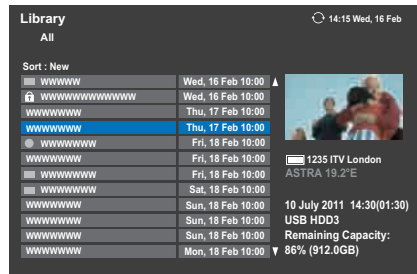 Library
14:15 Wed, 16 Feb
All
Sort : New
wwwww Wed, 16 Feb 10:00
wwwwwwwwwwww Wed, 16 Feb 10:00
wwwwwww Thu, 17 Feb 10:00
wwwwwww Thu, 17 Feb 10:00
wwwwwww Fri, 18 Feb 10:00
wwwwwww Fri, 18 Feb 10:00
wwwwwww Fri, 18 Feb 10:00
wwwwwww Sat, 18 Feb 10:00
wwwwwww Sun, 18 Feb 10:00
wwwwwww Sun, 18 Feb 10:00
wwwwwww Sun, 18 Feb 10:00
wwwwwww Mon, 18 Feb 10:00
1235 ITV London
ASTRA 19.2°E
10 July 2011 14:30(01:30)
USB HDD3
Remaining Capacity:
86% (912.0GB)